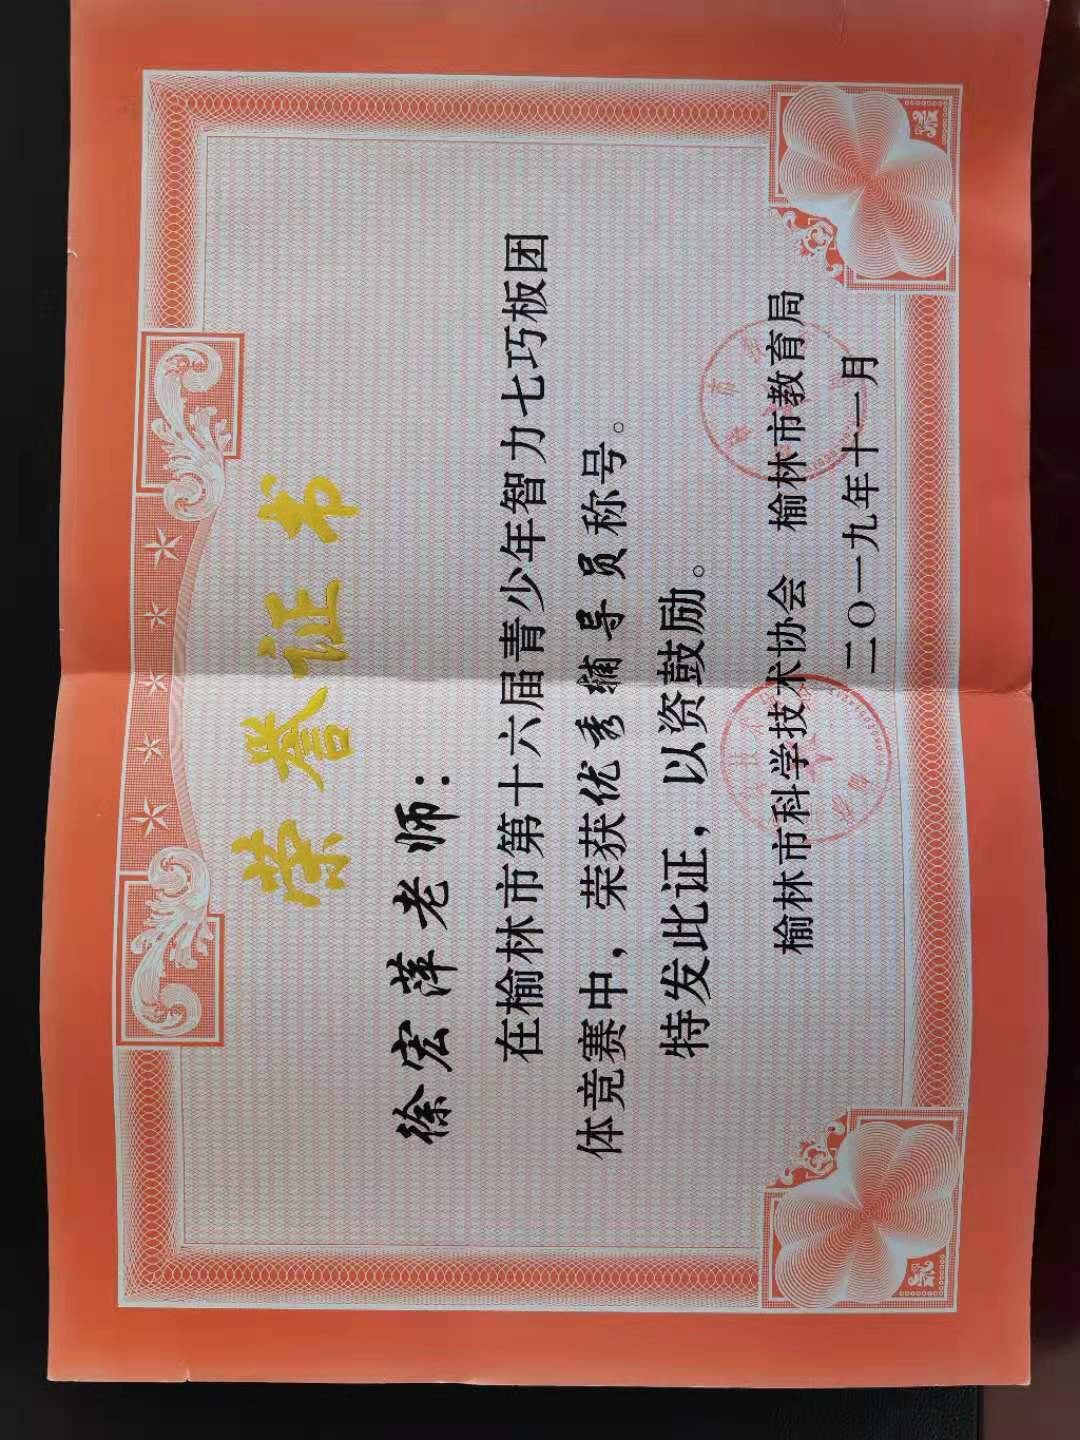 荣誉证书
徐宏萍老师：
在榆林市第十六届青少年智力七巧板团
体竞赛中，荣获优秀辅导员称号。
特发此证，以资鼓励。
榆林市科学技术协会 榆林市教育局
二〇一九年十一月